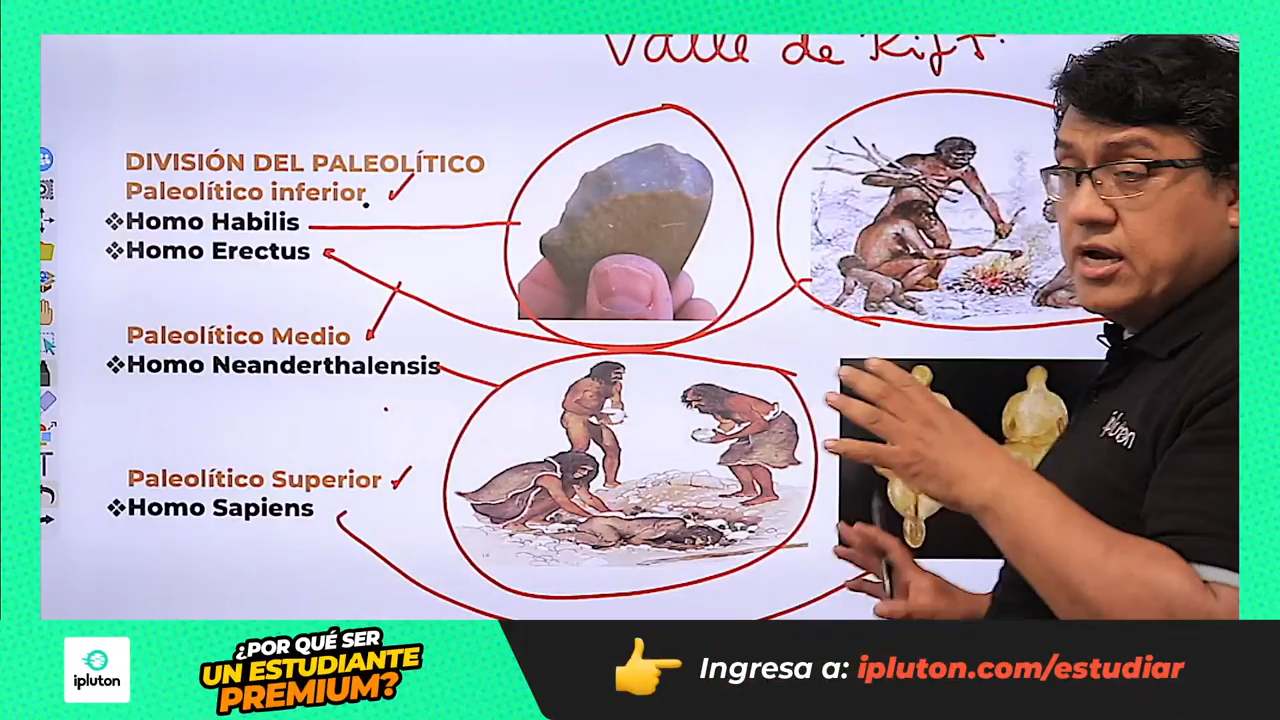 Valle de Rift.
DIVISIÓN DEL PALEOLÍTICO
Paleolítico inferior
❖Homo Habilis
❖Homo Erectus
Paleolítico Medio
❖Homo Neanderthalensis
Paleolítico Superior
❖Homo Sapiens
ipluton
ipluton
¿POR QUÉ SER
UN ESTUDIANTE
PREMIUM?
Ingresa a: ipluton.com/estudiar